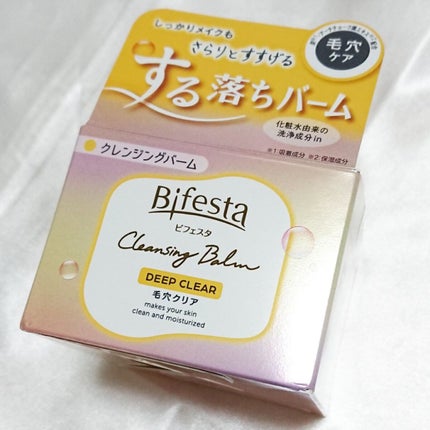 しっかりメイクも
さらりとすすげる
毛穴
ケア
する落ちバーム
化粧水由来の
洗浄成分in
※1:吸着成分 ※2:保湿成分
クレンジングバーム
Bifesta
ビフェスタ
Cleansing Balm
DEEP CLEAR
毛穴クリア
makes your skin
clean and moisturized